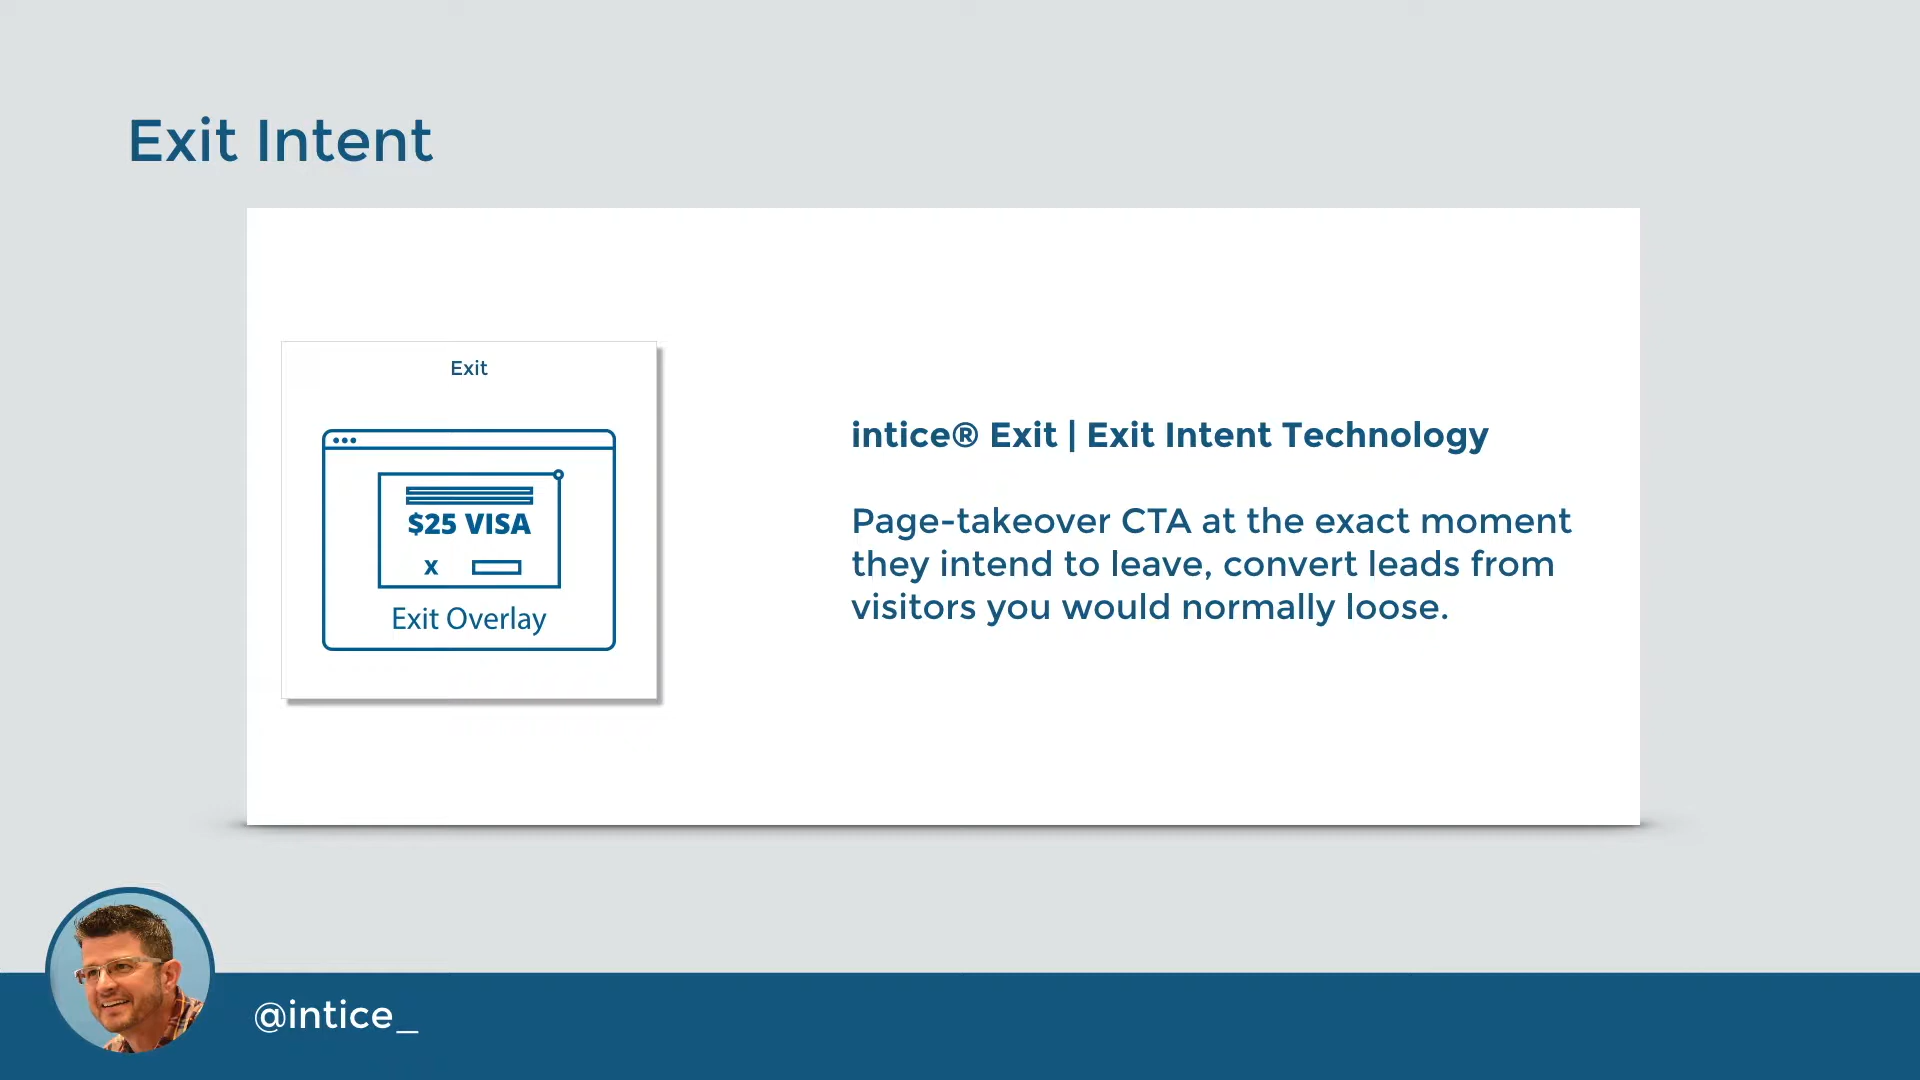 Exit Intent
Exit
$25 VISA
x
Exit Overlay
intice® Exit | Exit Intent Technology
Page-takeover CTA at the exact moment
they intend to leave, convert leads from
visitors you would normally loose.
@intice_